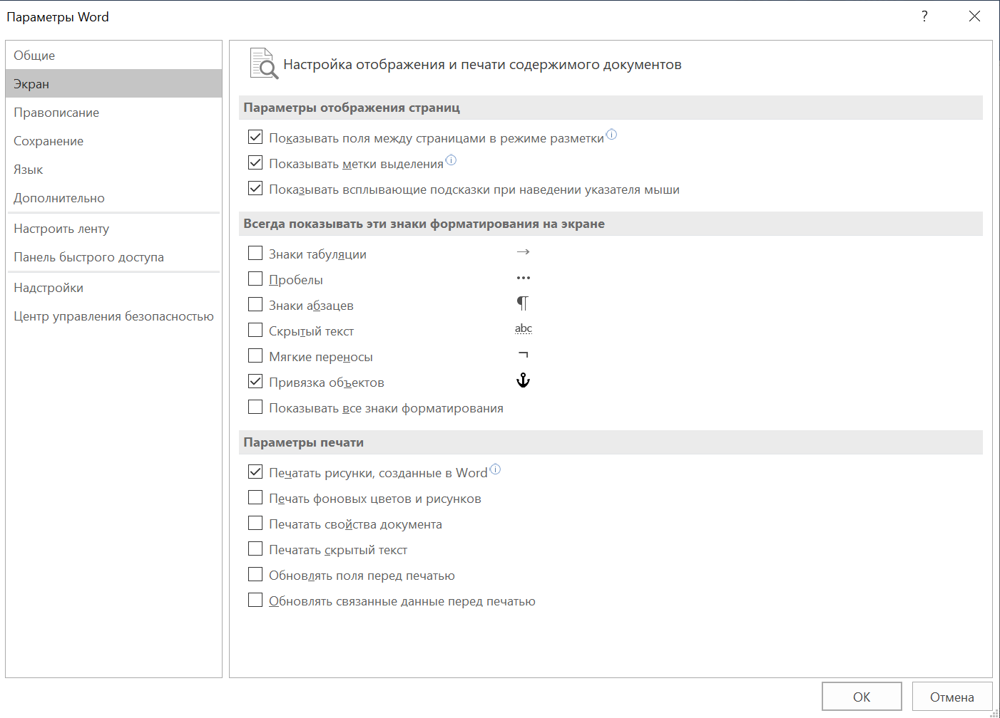 Параметры Word
?
Общие
Экран
Правописание
Сохранение
Язык
Дополнительно
Настроить ленту
Панель быстрого доступа
Надстройки
Центр управления безопасностью
Настройка отображения и печати содержимого документов
Параметры отображения страниц
Показывать поля между страницами в режиме разметки
Показывать метки выделения
Показывать всплывающие подсказки при наведении указателя мыши
Всегда показывать эти знаки форматирования на экране
Знаки табуляции →
Пробелы •••
Знаки абзацев ¶
Скрытый текст abc
Мягкие переносы ¬
Привязка объектов
Показывать все знаки форматирования
Параметры печати
Печатать рисунки, созданные в Word
Печать фоновых цветов и рисунков
Печатать свойства документа
Печатать скрытый текст
Обновлять поля перед печатью
Обновлять связанные данные перед печатью
ОК
Отмена